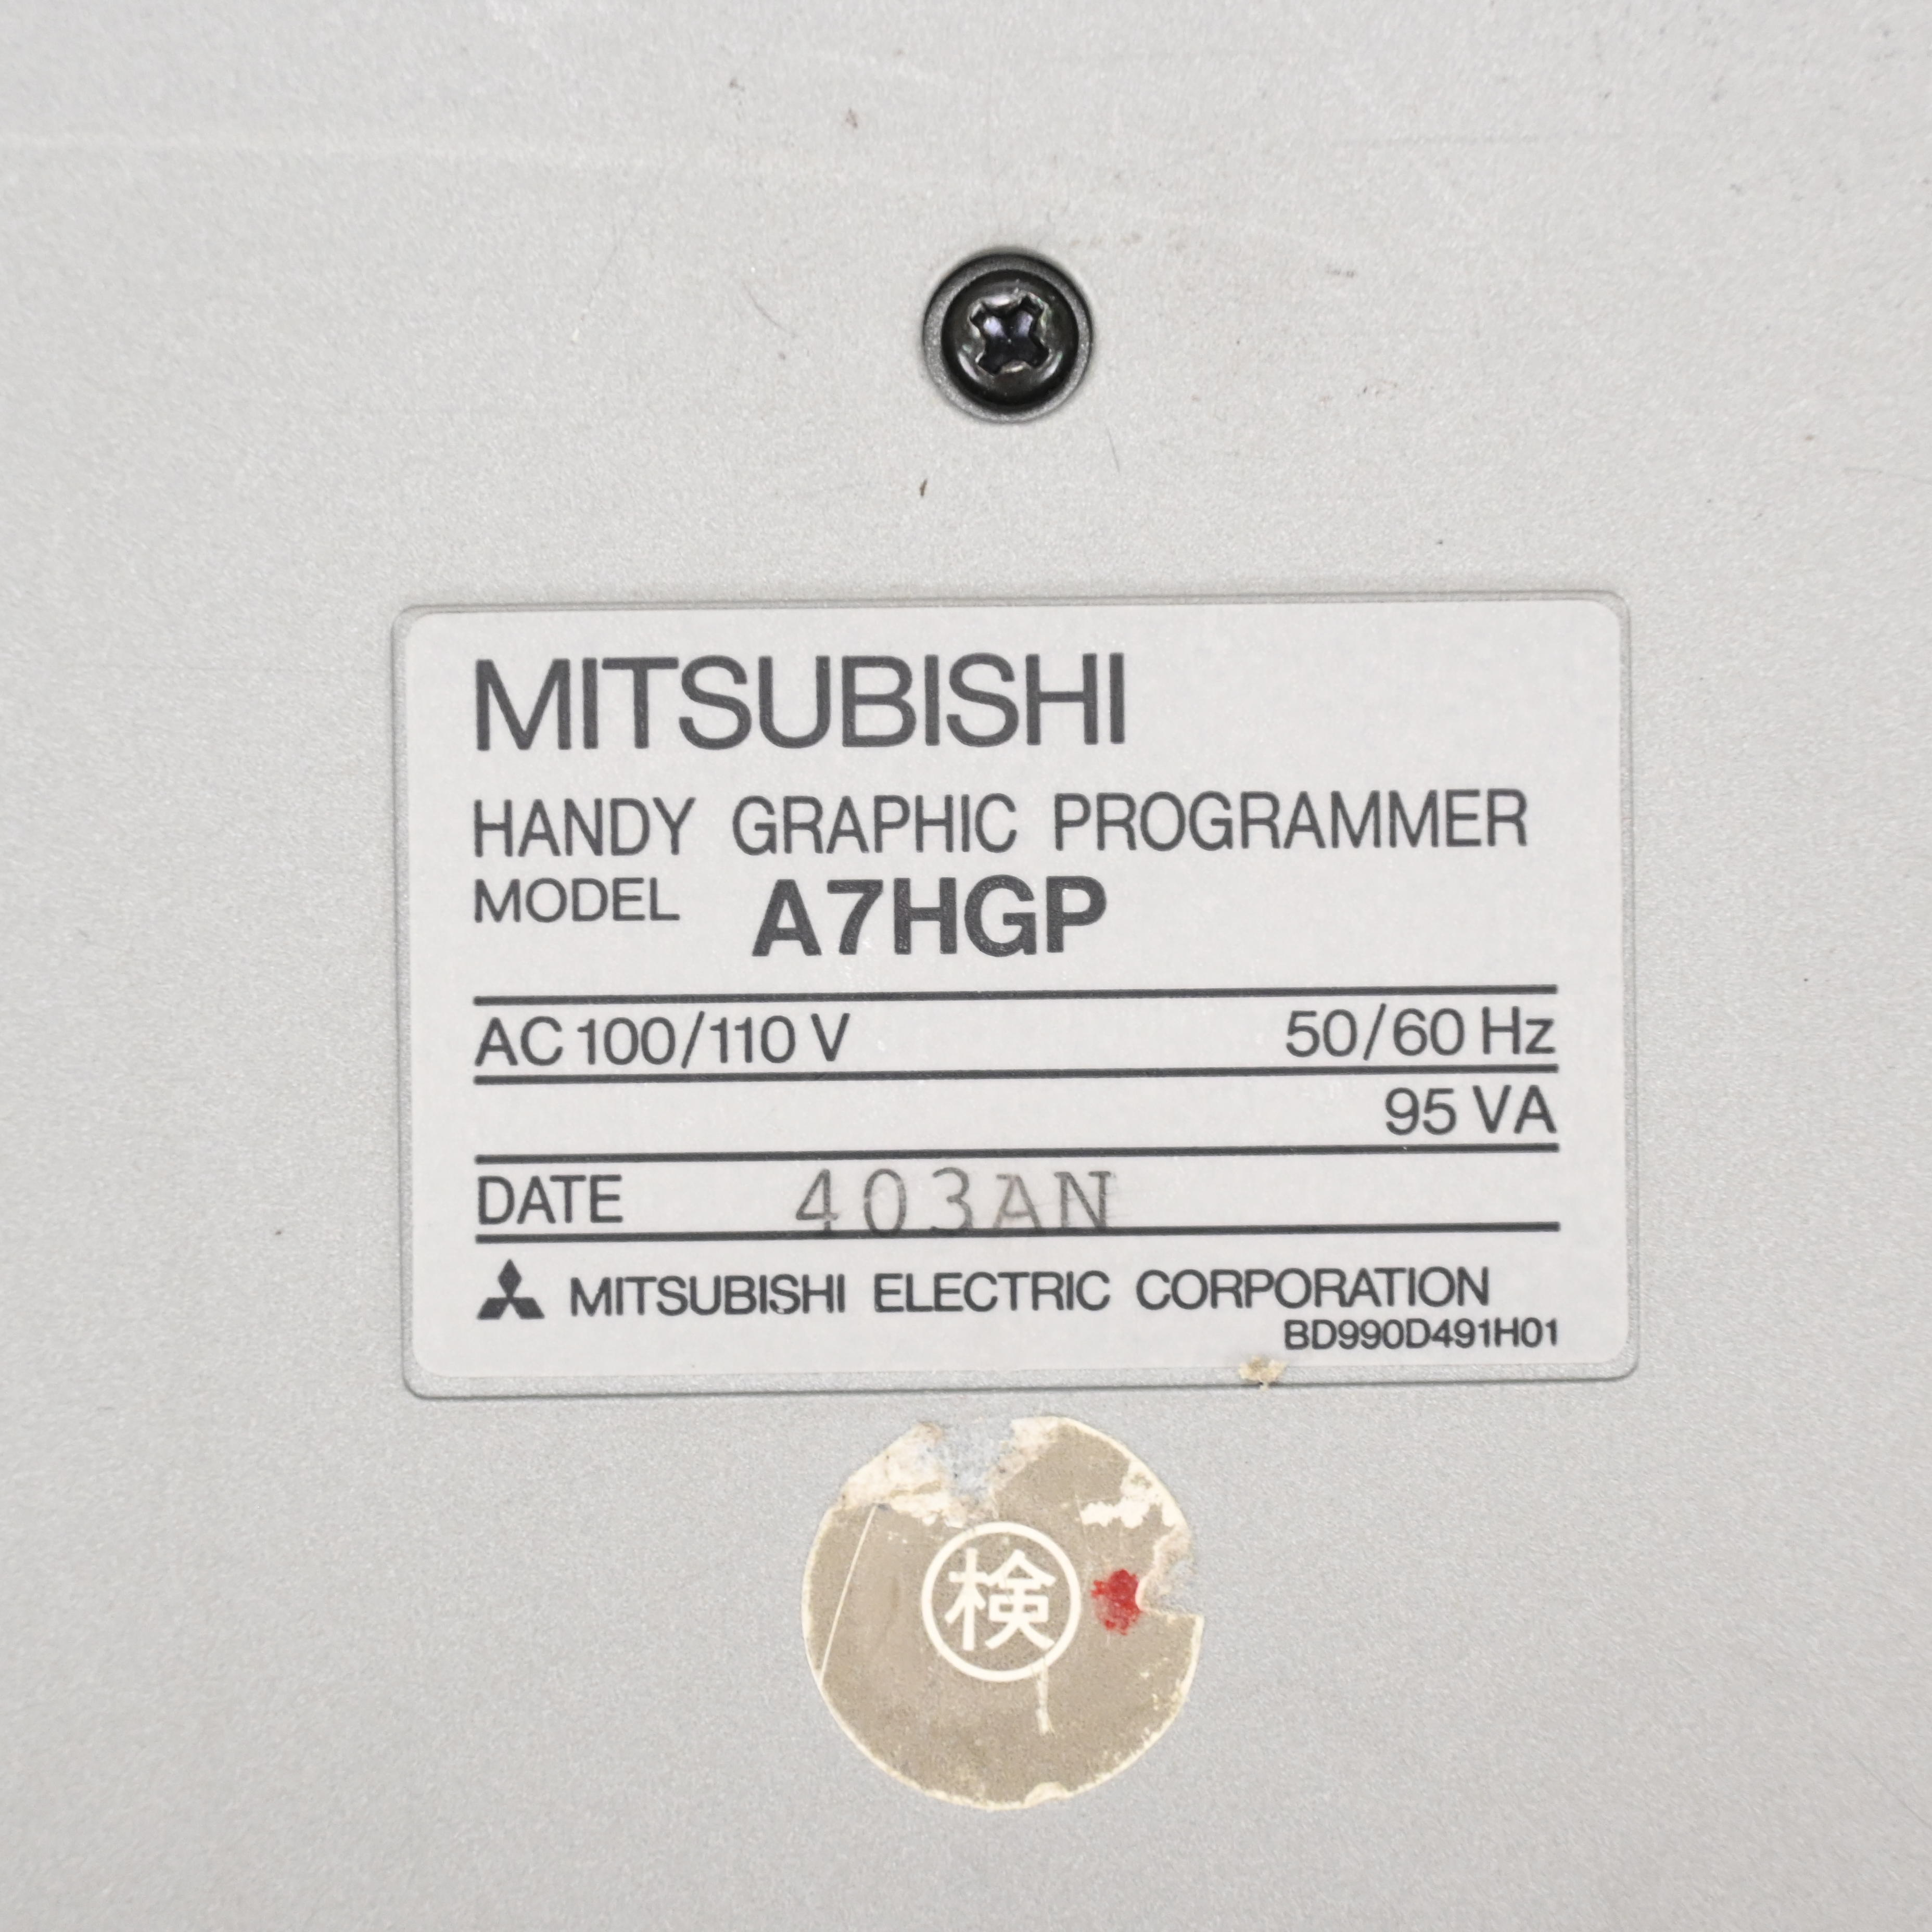 MITSUBISHI
HANDY GRAPHIC PROGRAMMER
MODEL A7HGP
AC 100/110 V 50/60 Hz
95 VA
DATE 403AN
MITSUBISHI ELECTRIC CORPORATION
BD990D491H01
検